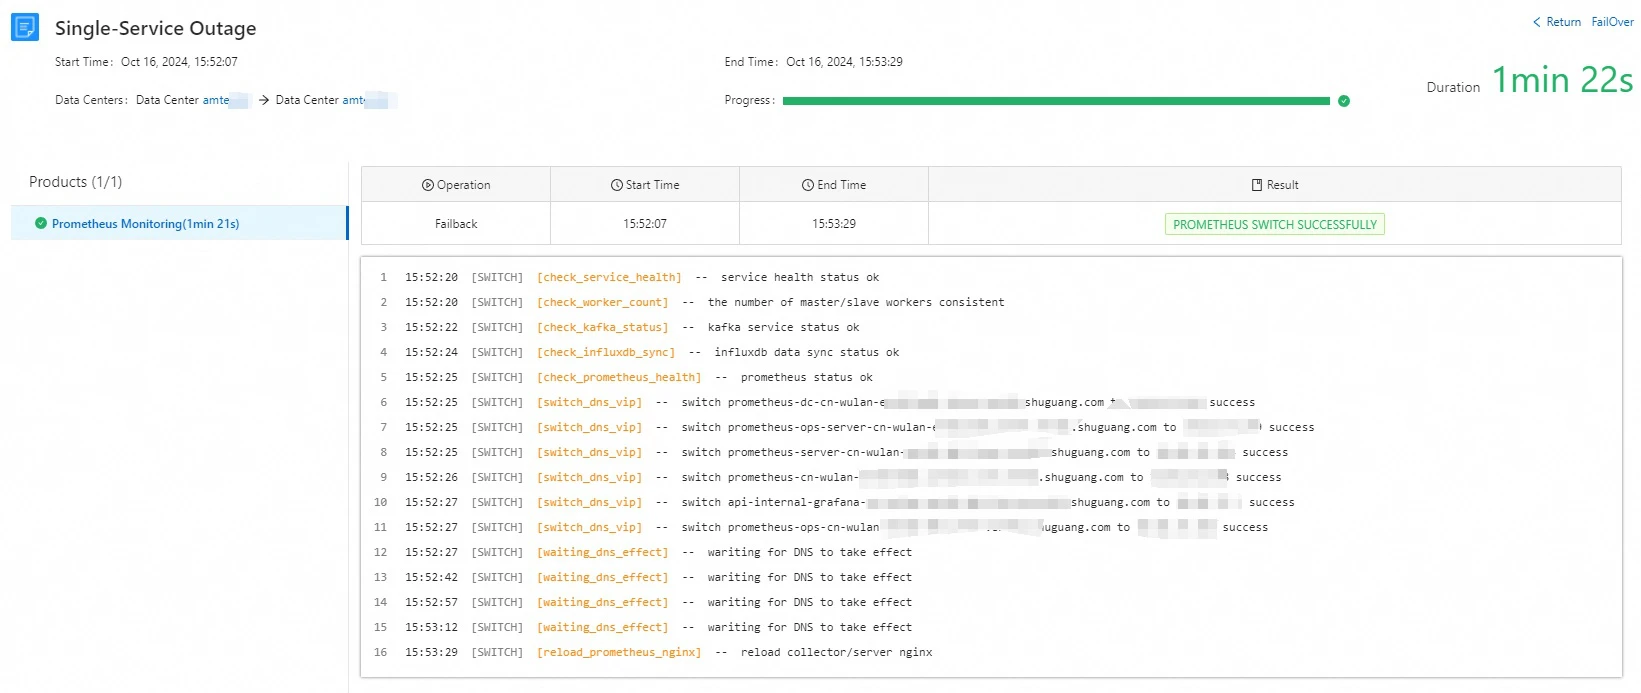 Single-Service Outage
Return FailOver
Start Time: Oct 16, 2024, 15:52:07
End Time: Oct 16, 2024, 15:53:29
Duration 1min 22s
Data Centers: Data Center amte → Data Center amt
Progress:
Products (1/1)
Prometheus Monitoring(1min 21s)
Operation Start Time End Time Result
Failback 15:52:07 15:53:29 PROMETHEUS SWITCH SUCCESSFULLY
1 15:52:20 [SWITCH] [check_service_health] -- service health status ok
2 15:52:20 [SWITCH] [check_worker_count] -- the number of master/slave workers consistent
3 15:52:22 [SWITCH] [check_kafka_status] -- kafka service status ok
4 15:52:24 [SWITCH] [check_influxdb_sync] -- influxdb data sync status ok
5 15:52:25 [SWITCH] [check_prometheus_health] -- prometheus status ok
6 15:52:25 [SWITCH] [switch_dns_vip] -- switch prometheus-dc-cn-wulan-e shuguang.com success
7 15:52:25 [SWITCH] [switch_dns_vip] -- switch prometheus-ops-server-cn-wulan- .shuguang.com to success
8 15:52:25 [SWITCH] [switch_dns_vip] -- switch prometheus-server-cn-wulan- shuguang.com to success
9 15:52:26 [SWITCH] [switch_dns_vip] -- switch prometheus-cn-wulan- .shuguang.com to success
10 15:52:27 [SWITCH] [switch_dns_vip] -- switch api-internal-grafana- shuguang.com to success
11 15:52:27 [SWITCH] [switch_dns_vip] -- switch prometheus-ops-cn-wulan uguang.com to success
12 15:52:27 [SWITCH] [waiting_dns_effect] -- wariting for DNS to take effect
13 15:52:42 [SWITCH] [waiting_dns_effect] -- wariting for DNS to take effect
14 15:52:57 [SWITCH] [waiting_dns_effect] -- wariting for DNS to take effect
15 15:53:12 [SWITCH] [waiting_dns_effect] -- wariting for DNS to take effect
16 15:53:29 [SWITCH] [reload_prometheus_nginx] -- reload collector/server nginx